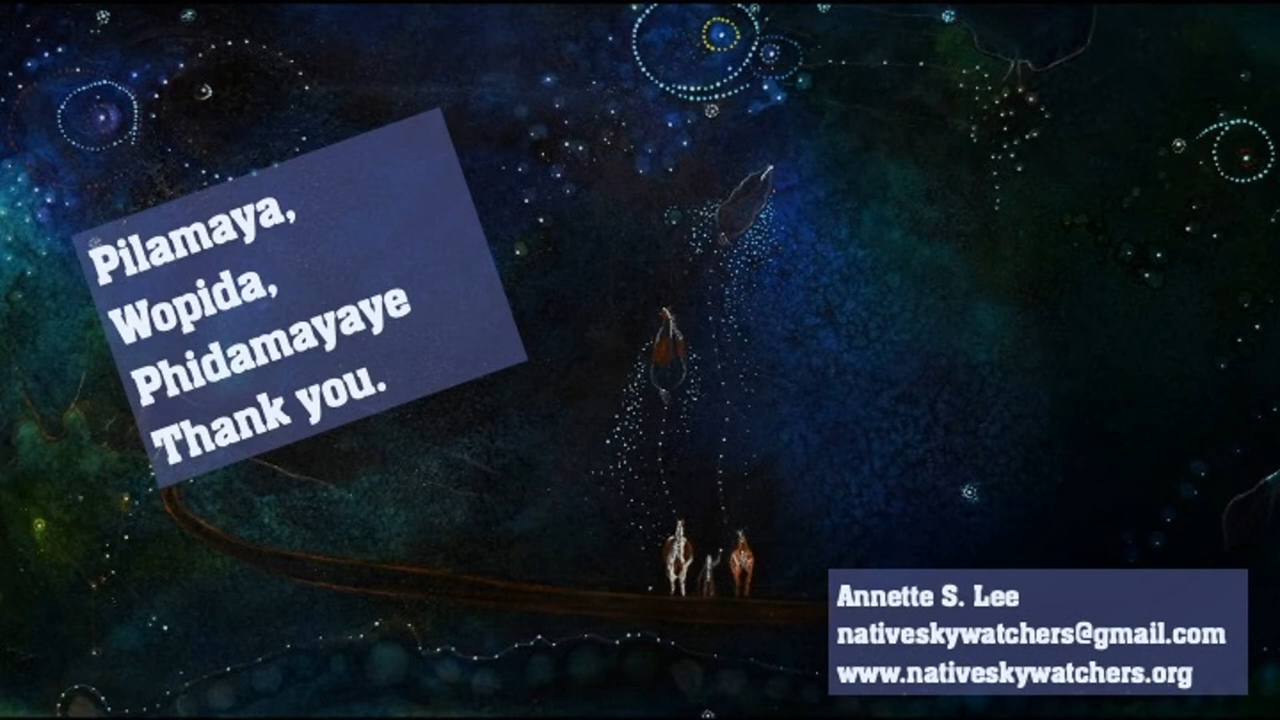 Pilamaya,
Wopida,
Phidamayaye
Thank you.
Annette S. Lee
nativeskywatchers@gmail.com
www.nativeskywatchers.org